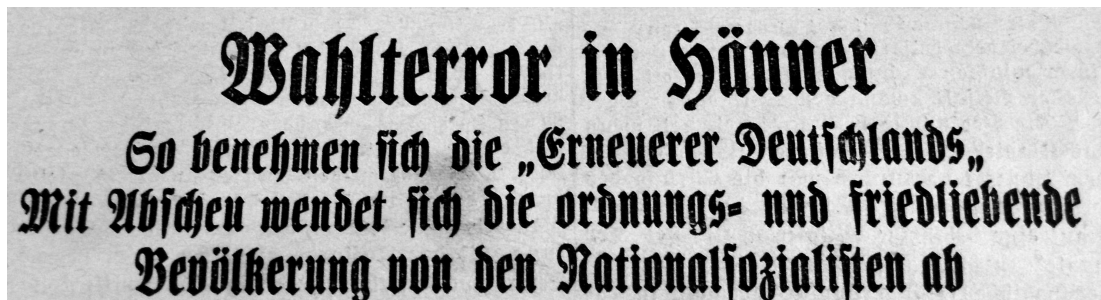 Wahlterror in Hänner
So benehmen sich die „Erneuerer Deutschlands„
Mit Abscheu wendet sich die ordnungs- und friedliebende
Bevölkerung von den Nationalsozialisten ab